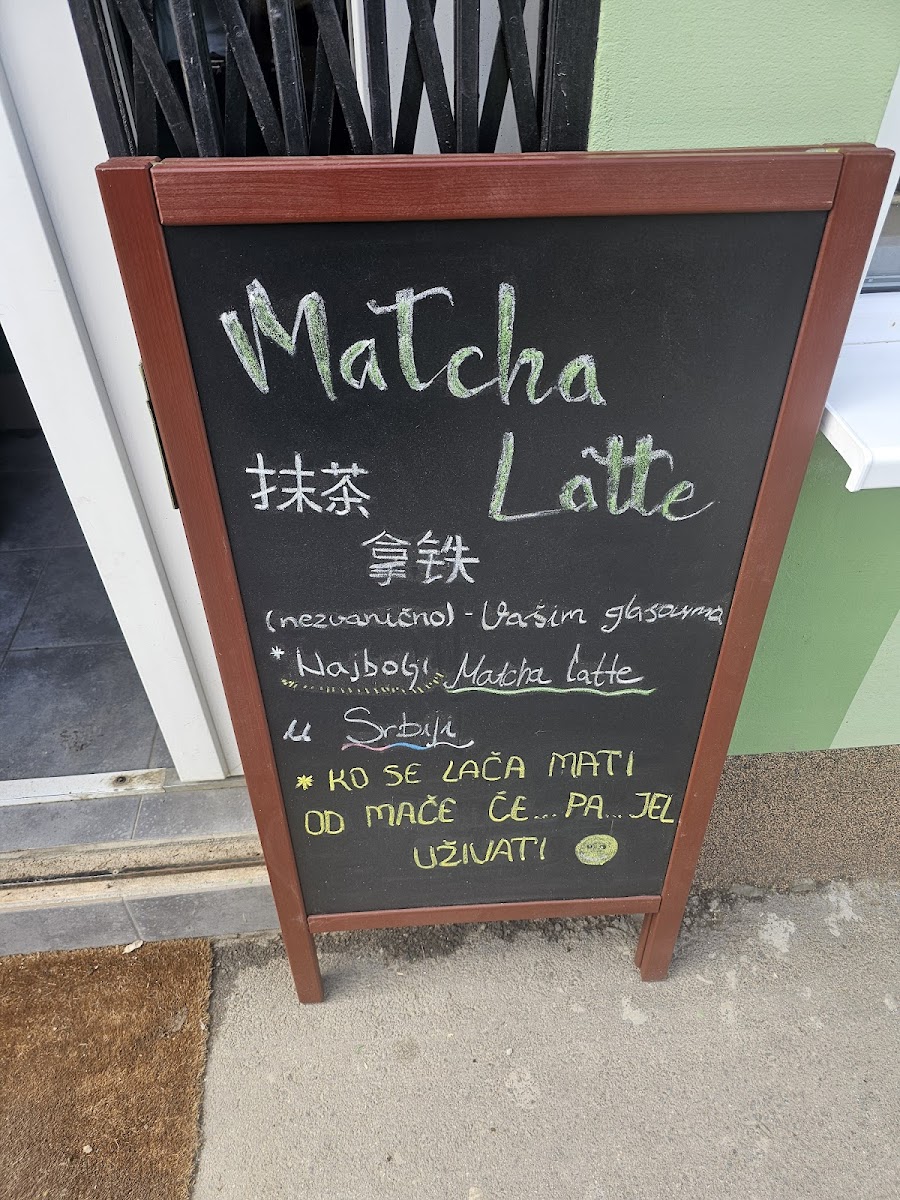 Matcha
Latte
抹茶
拿铁
(nezvanično) - Vašim glasovima
* Najbolji Matcha latte
u Srbiji
* KO SE LAĆA MATI
OD MAČE ĆE... PA... JEL
UŽIVATI